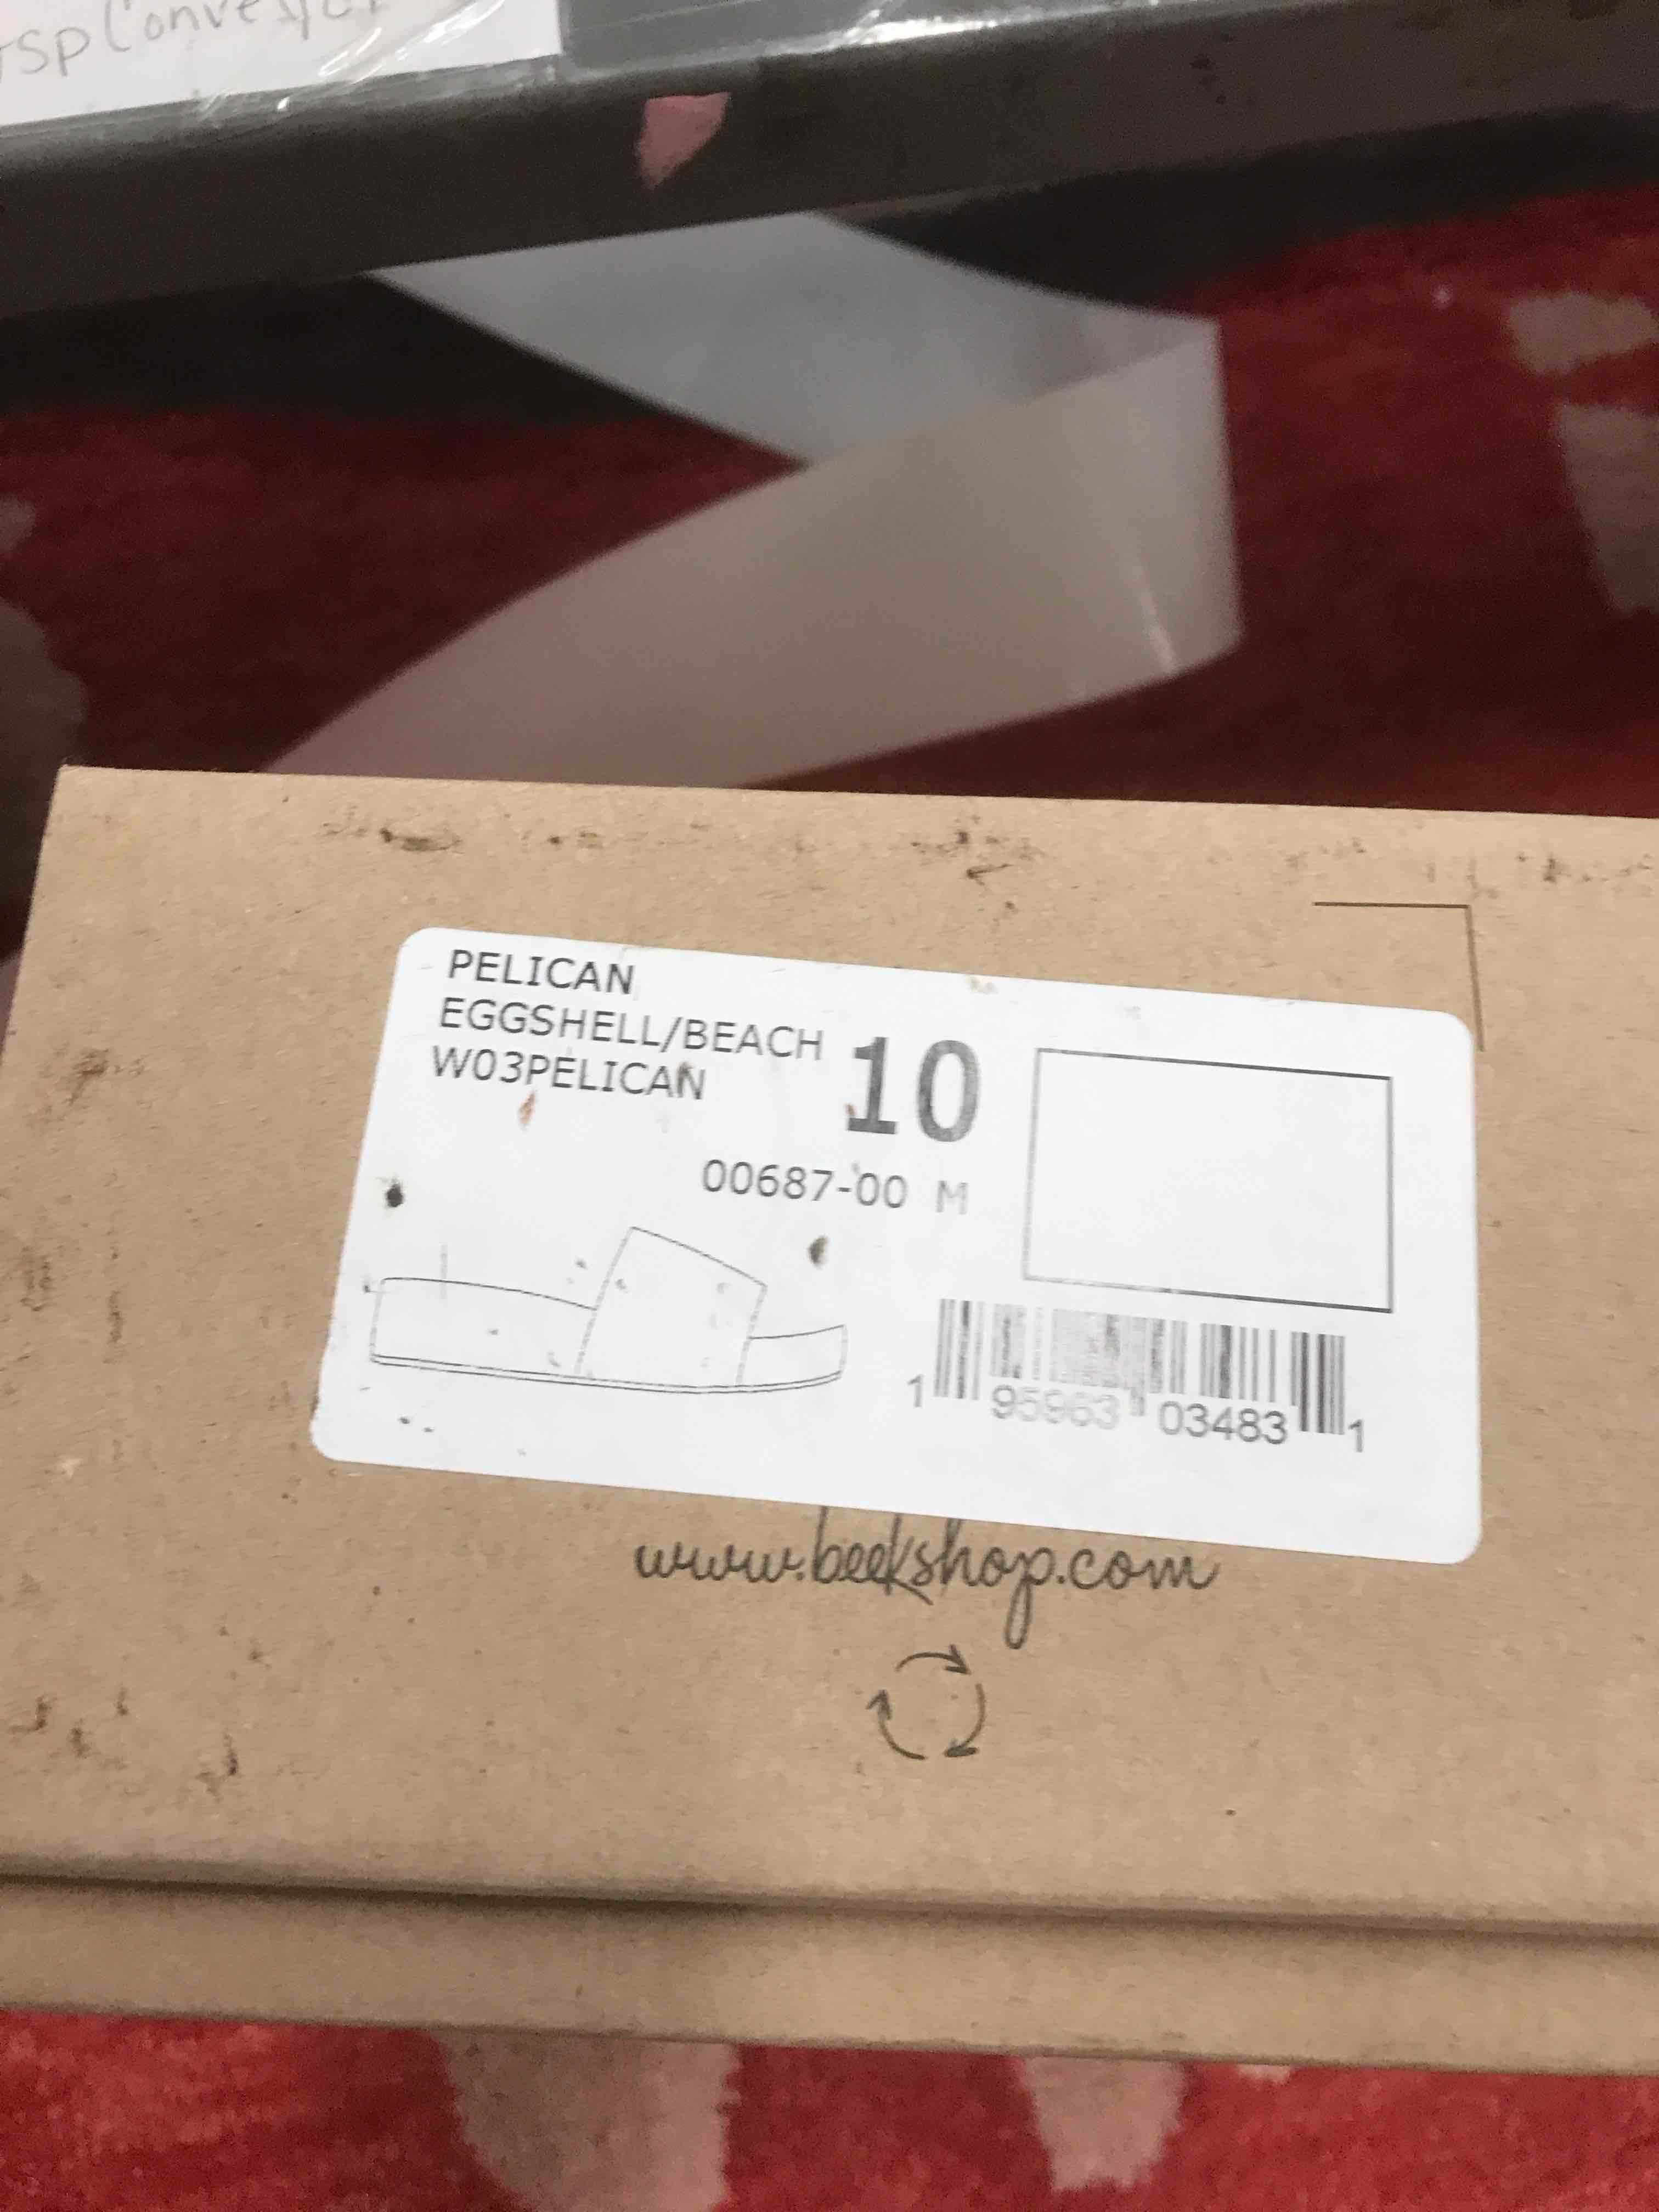 PELICAN
EGGSHELL/BEACH
W03PELICAN
10
00687-00 M
1 95963 03483 1
www.beekshop.com